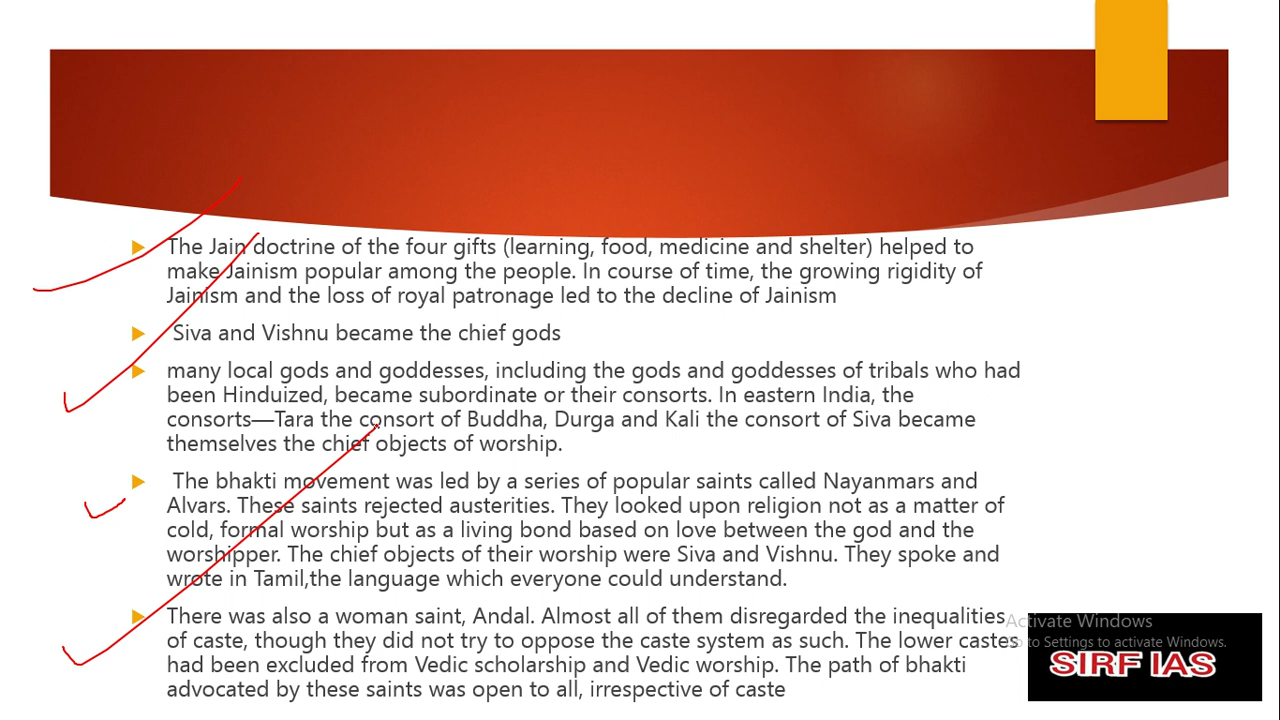 The Jain doctrine of the four gifts (learning, food, medicine and shelter) helped to
make Jainism popular among the people. In course of time, the growing rigidity of
Jainism and the loss of royal patronage led to the decline of Jainism
Siva and Vishnu became the chief gods
many local gods and goddesses, including the gods and goddesses of tribals who had
been Hinduized, became subordinate or their consorts. In eastern India, the
consorts—Tara the consort of Buddha, Durga and Kali the consort of Siva became
themselves the chief objects of worship.
The bhakti movement was led by a series of popular saints called Nayanmars and
Alvars. These saints rejected austerities. They looked upon religion not as a matter of
cold, formal worship but as a living bond based on love between the god and the
worshipper. The chief objects of their worship were Siva and Vishnu. They spoke and
wrote in Tamil,the language which everyone could understand.
There was also a woman saint, Andal. Almost all of them disregarded the inequalities
of caste, though they did not try to oppose the caste system as such. The lower castes
had been excluded from Vedic scholarship and Vedic worship. The path of bhakti
advocated by these saints was open to all, irrespective of caste
Activate Windows
Go to Settings to activate Windows.
SIRF IAS